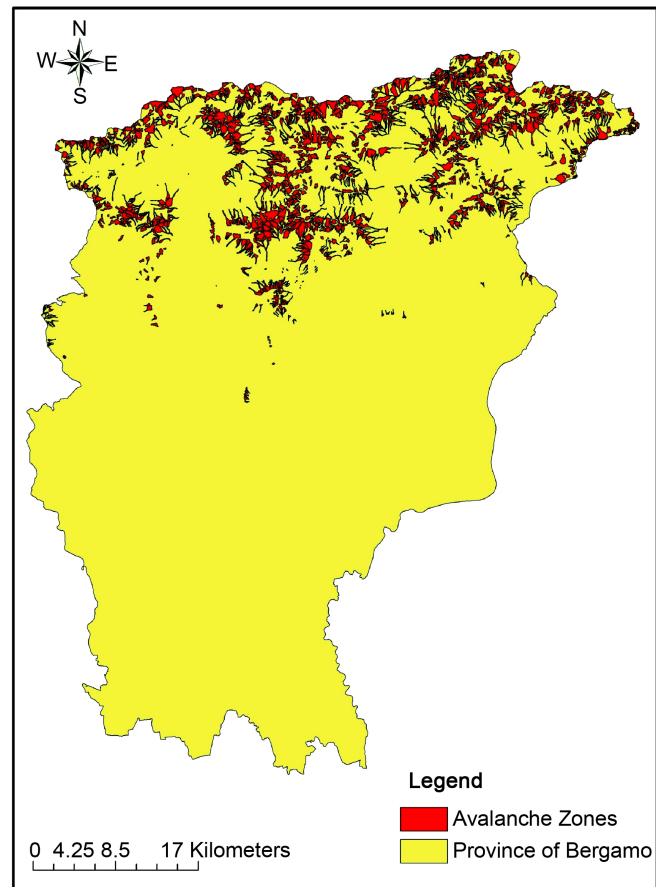 N
W E
S
Legend
Avalanche Zones
Province of Bergamo
0 4.25 8.5 17 Kilometers